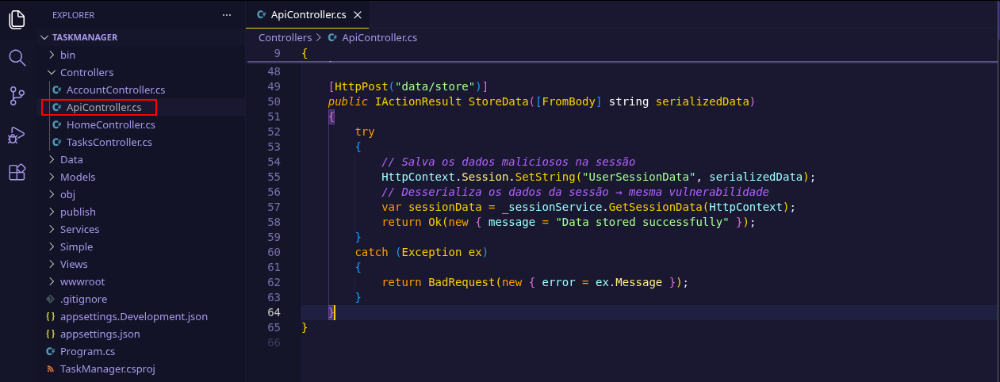 EXPLORER
···
TASKMANAGER
bin
Controllers
AccountController.cs
ApiController.cs
HomeController.cs
TasksController.cs
Data
Models
obj
publish
Services
Simple
Views
wwwroot
.gitignore
{} appsettings.Development.json
{} appsettings.json
Program.cs
TaskManager.csproj
ApiController.cs
Controllers > ApiController.cs
9 {
48
49 [HttpPost("data/store")]
50 public IActionResult StoreData([FromBody] string serializedData)
51 {
52 try
53 {
54 // Salva os dados maliciosos na sessão
55 HttpContext.Session.SetString("UserSessionData", serializedData);
56 // Desserializa os dados da sessão → mesma vulnerabilidade
57 var sessionData = _sessionService.GetSessionData(HttpContext);
58 return Ok(new { message = "Data stored successfully" });
59 }
60 catch (Exception ex)
61 {
62 return BadRequest(new { error = ex.Message });
63 }
64 }
65 }
66